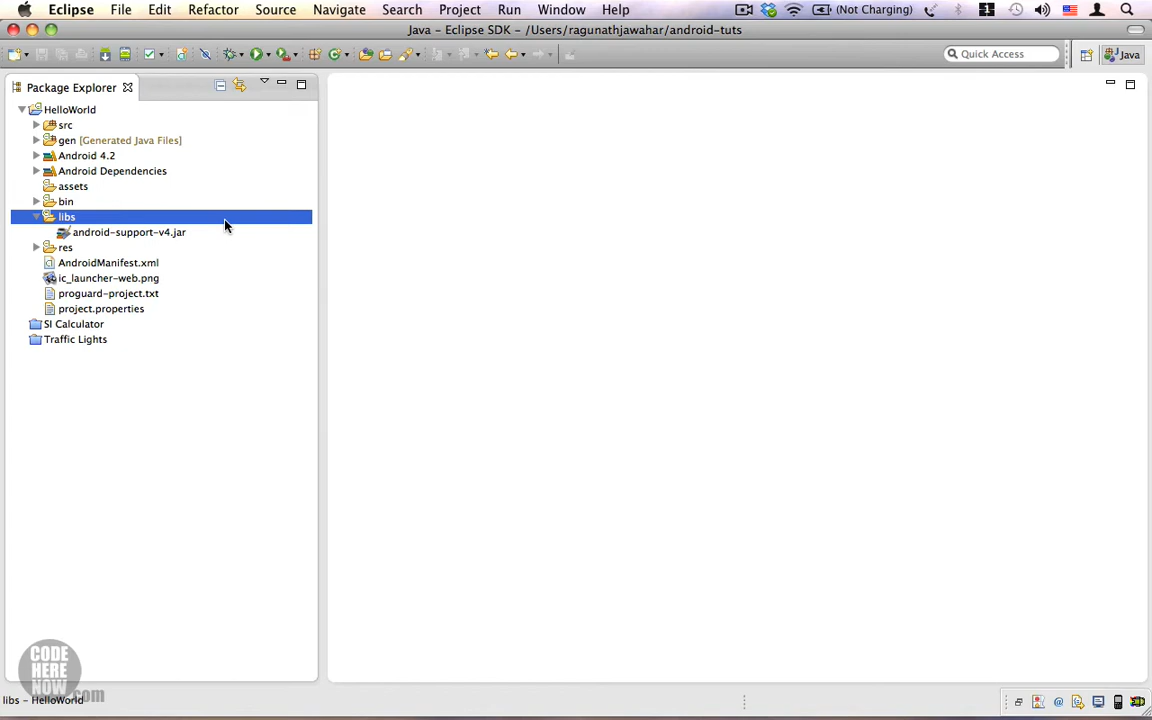 Eclipse File Edit Refactor Source Navigate Search Project Run Window Help (Not Charging) 1
Java – Eclipse SDK – /Users/ragunathjawahar/android-tuts
Quick Access Java
Package Explorer
HelloWorld
src
gen [Generated Java Files]
Android 4.2
Android Dependencies
assets
bin
libs
android-support-v4.jar
res
AndroidManifest.xml
ic_launcher-web.png
proguard-project.txt
project.properties
SI Calculator
Traffic Lights
CODE
HERE
NOW
.com
libs – HelloWorld